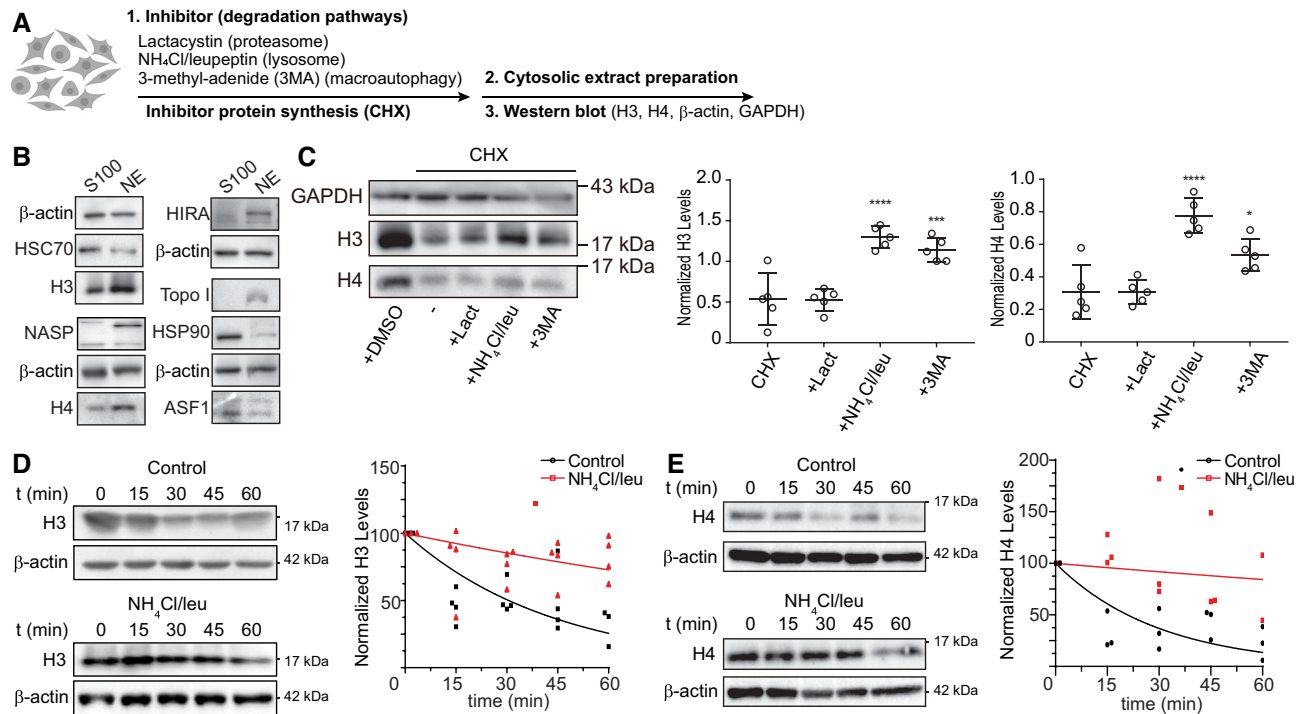 A
1. Inhibitor (degradation pathways)
Lactacystin (proteasome)
NH₄Cl/leupeptin (lysosome)
3-methyl-adenide (3MA) (macroautophagy)
Inhibitor protein synthesis (CHX)
2. Cytosolic extract preparation
3. Western blot (H3, H4, β-actin, GAPDH)
B
S100 NE
β-actin
HSC70
H3
NASP
β-actin
H4
S100 NE
HIRA
β-actin
Topo I
HSP90
β-actin
ASF1
C
CHX
GAPDH
43 kDa
H3
17 kDa
17 kDa
H4
+DMSO
-
+Lact
+NH₄Cl/leu
+3MA
Normalized H3 Levels
2.0
1.5
1.0
0.5
0
****
***
CHX
+Lact
+NH₄Cl/leu
+3MA
Normalized H4 Levels
1.0
0.8
0.6
0.4
0.2
0
****
*
CHX
+Lact
+NH₄Cl/leu
+3MA
D
Control
t (min) 0 15 30 45 60
H3
17 kDa
β-actin
42 kDa
NH₄Cl/leu
t (min) 0 15 30 45 60
H3
17 kDa
β-actin
42 kDa
Normalized H3 Levels
150
100
50
0 15 30 45 60
time (min)
Control
NH₄Cl/leu
E
Control
t (min) 0 15 30 45 60
H4
17 kDa
β-actin
42 kDa
NH₄Cl/leu
t (min) 0 15 30 45 60
H4
17 kDa
β-actin
42 kDa
Normalized H4 Levels
200
150
100
50
0 15 30 45 60
time (min)
Control
NH₄Cl/leu